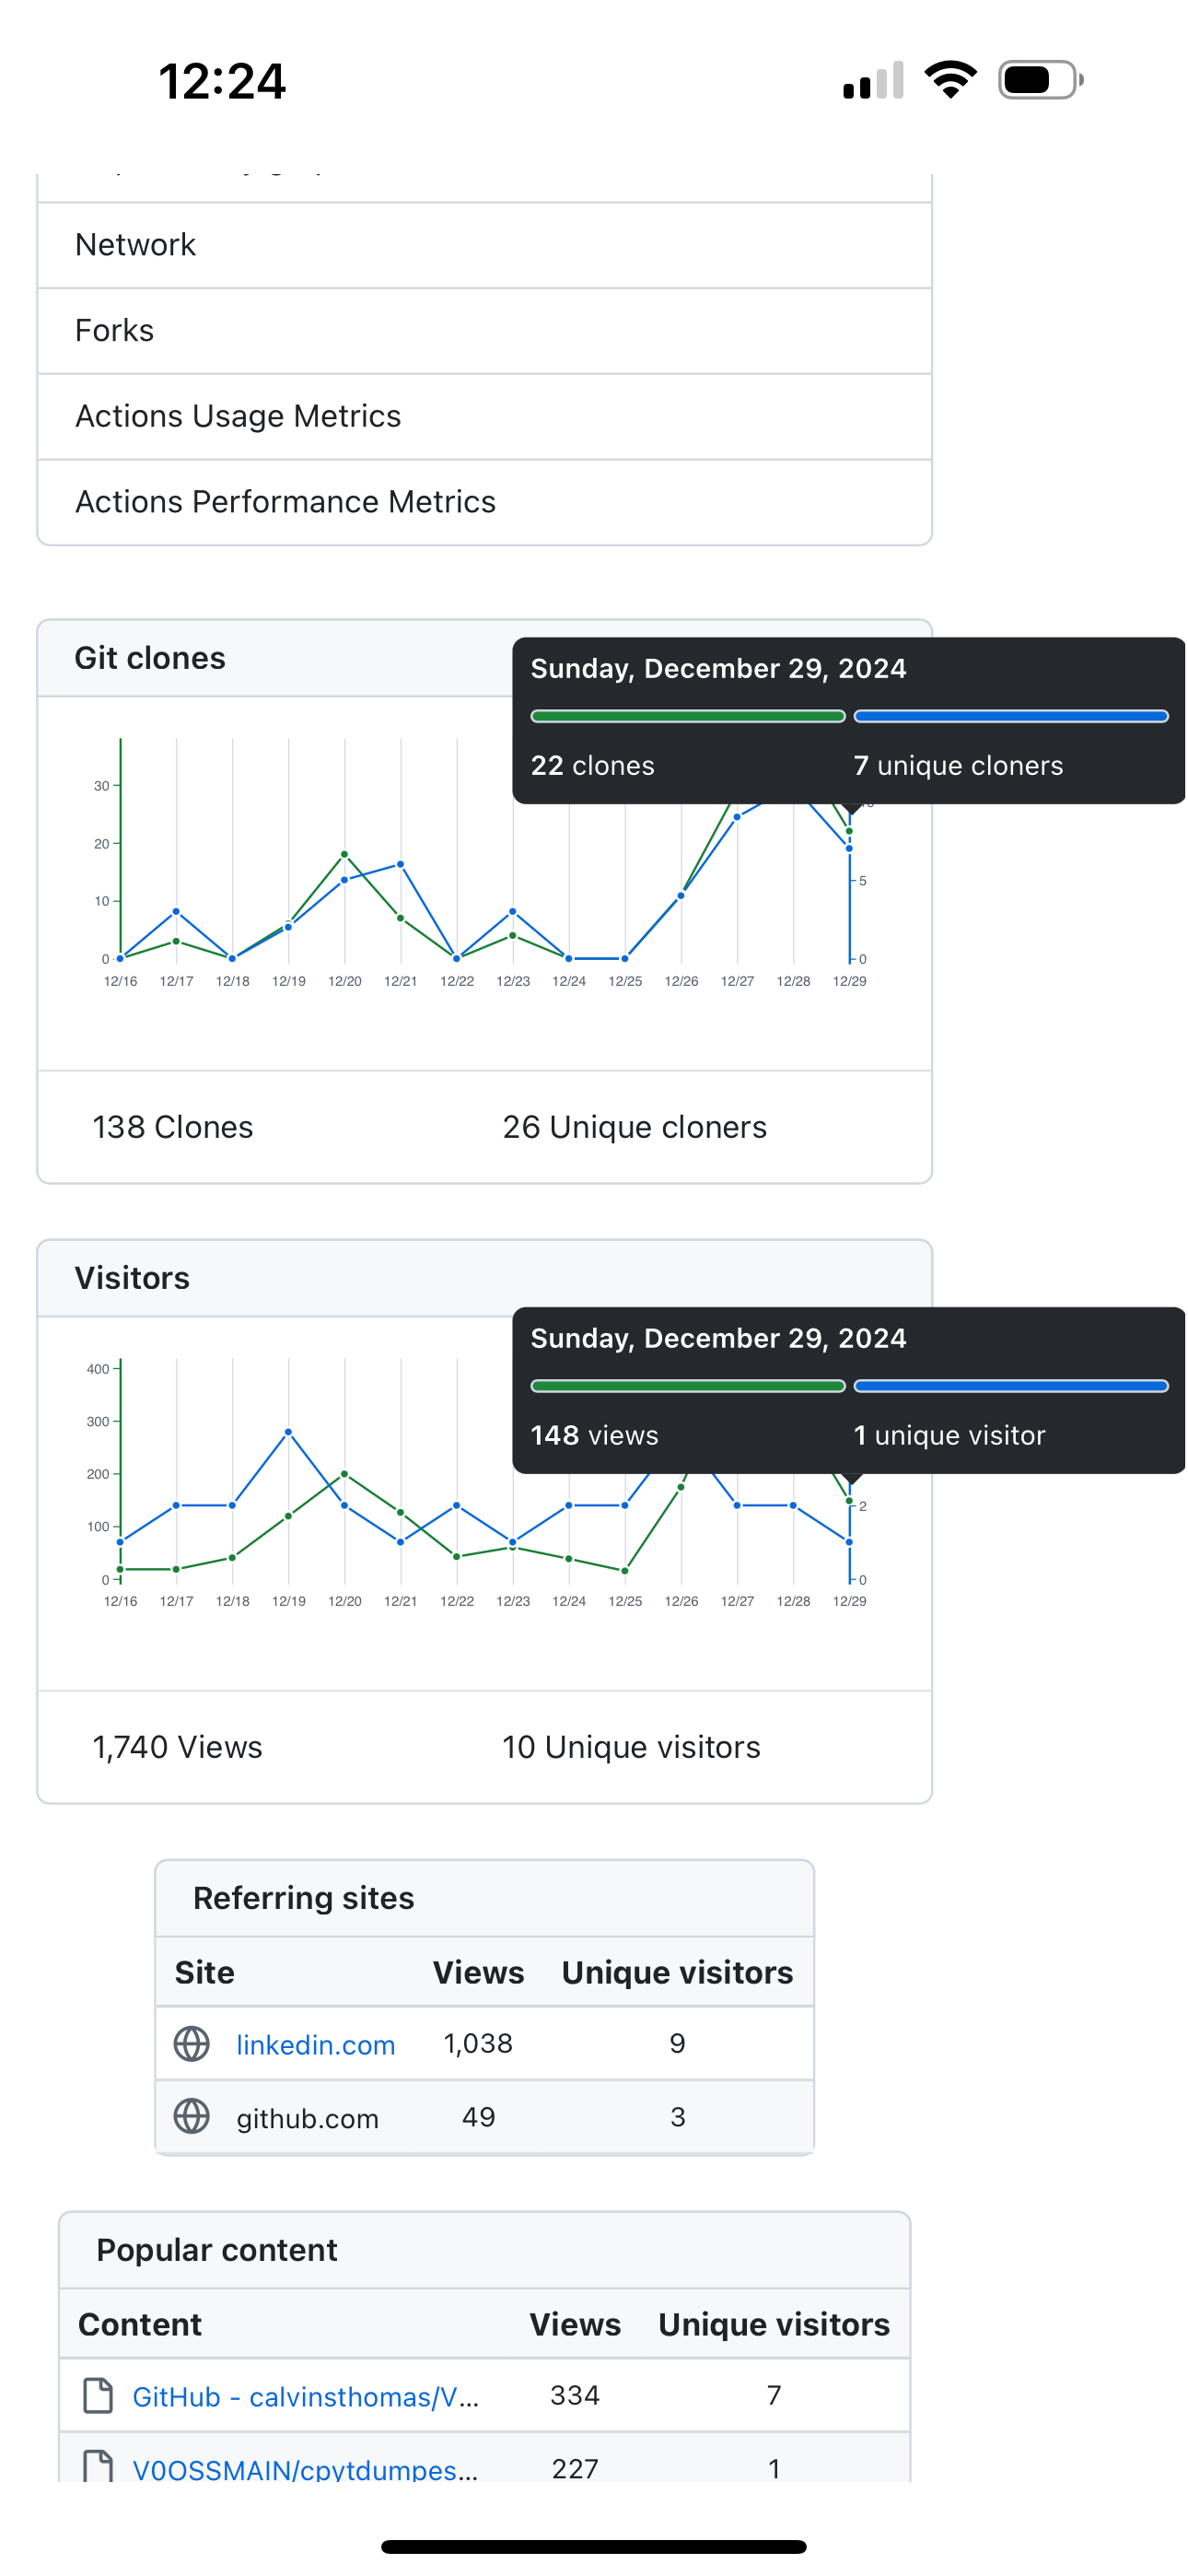 12:24
Network
Forks
Actions Usage Metrics
Actions Performance Metrics
Git clones
Sunday, December 29, 2024
22 clones 7 unique cloners
30
20
10
0
5
0
12/16 12/17 12/18 12/19 12/20 12/21 12/22 12/23 12/24 12/25 12/26 12/27 12/28 12/29
138 Clones 26 Unique cloners
Visitors
Sunday, December 29, 2024
148 views 1 unique visitor
400
300
200
100
0
2
0
12/16 12/17 12/18 12/19 12/20 12/21 12/22 12/23 12/24 12/25 12/26 12/27 12/28 12/29
1,740 Views 10 Unique visitors
Referring sites
Site Views Unique visitors
linkedin.com 1,038 9
github.com 49 3
Popular content
Content Views Unique visitors
GitHub - calvinsthomas/V... 334 7
V0OSSMAIN/cpytdumpes... 227 1